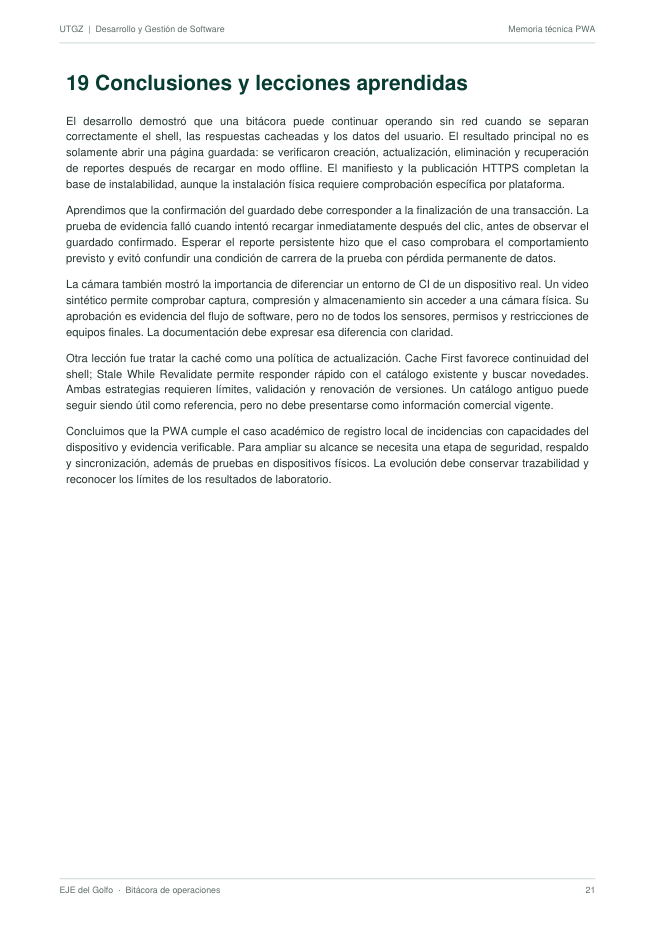 UTGZ | Desarrollo y Gestión de Software
Memoria técnica PWA
19 Conclusiones y lecciones aprendidas
El desarrollo demostró que una bitácora puede continuar operando sin red cuando se separan
correctamente el shell, las respuestas cacheadas y los datos del usuario. El resultado principal no es
solamente abrir una página guardada: se verificaron creación, actualización, eliminación y recuperación
de reportes después de recargar en modo offline. El manifiesto y la publicación HTTPS completan la
base de instalabilidad, aunque la instalación física requiere comprobación específica por plataforma.
Aprendimos que la confirmación del guardado debe corresponder a la finalización de una transacción. La
prueba de evidencia falló cuando intentó recargar inmediatamente después del clic, antes de observar el
guardado confirmado. Esperar el reporte persistente hizo que el caso comprobara el comportamiento
previsto y evitó confundir una condición de carrera de la prueba con pérdida permanente de datos.
La cámara también mostró la importancia de diferenciar un entorno de CI de un dispositivo real. Un video
sintético permite comprobar captura, compresión y almacenamiento sin acceder a una cámara física. Su
aprobación es evidencia del flujo de software, pero no de todos los sensores, permisos y restricciones de
equipos finales. La documentación debe expresar esa diferencia con claridad.
Otra lección fue tratar la caché como una política de actualización. Cache First favorece continuidad del
shell; Stale While Revalidate permite responder rápido con el catálogo existente y buscar novedades.
Ambas estrategias requieren límites, validación y renovación de versiones. Un catálogo antiguo puede
seguir siendo útil como referencia, pero no debe presentarse como información comercial vigente.
Concluimos que la PWA cumple el caso académico de registro local de incidencias con capacidades del
dispositivo y evidencia verificable. Para ampliar su alcance se necesita una etapa de seguridad, respaldo
y sincronización, además de pruebas en dispositivos físicos. La evolución debe conservar trazabilidad y
reconocer los límites de los resultados de laboratorio.
EJE del Golfo · Bitácora de operaciones
21